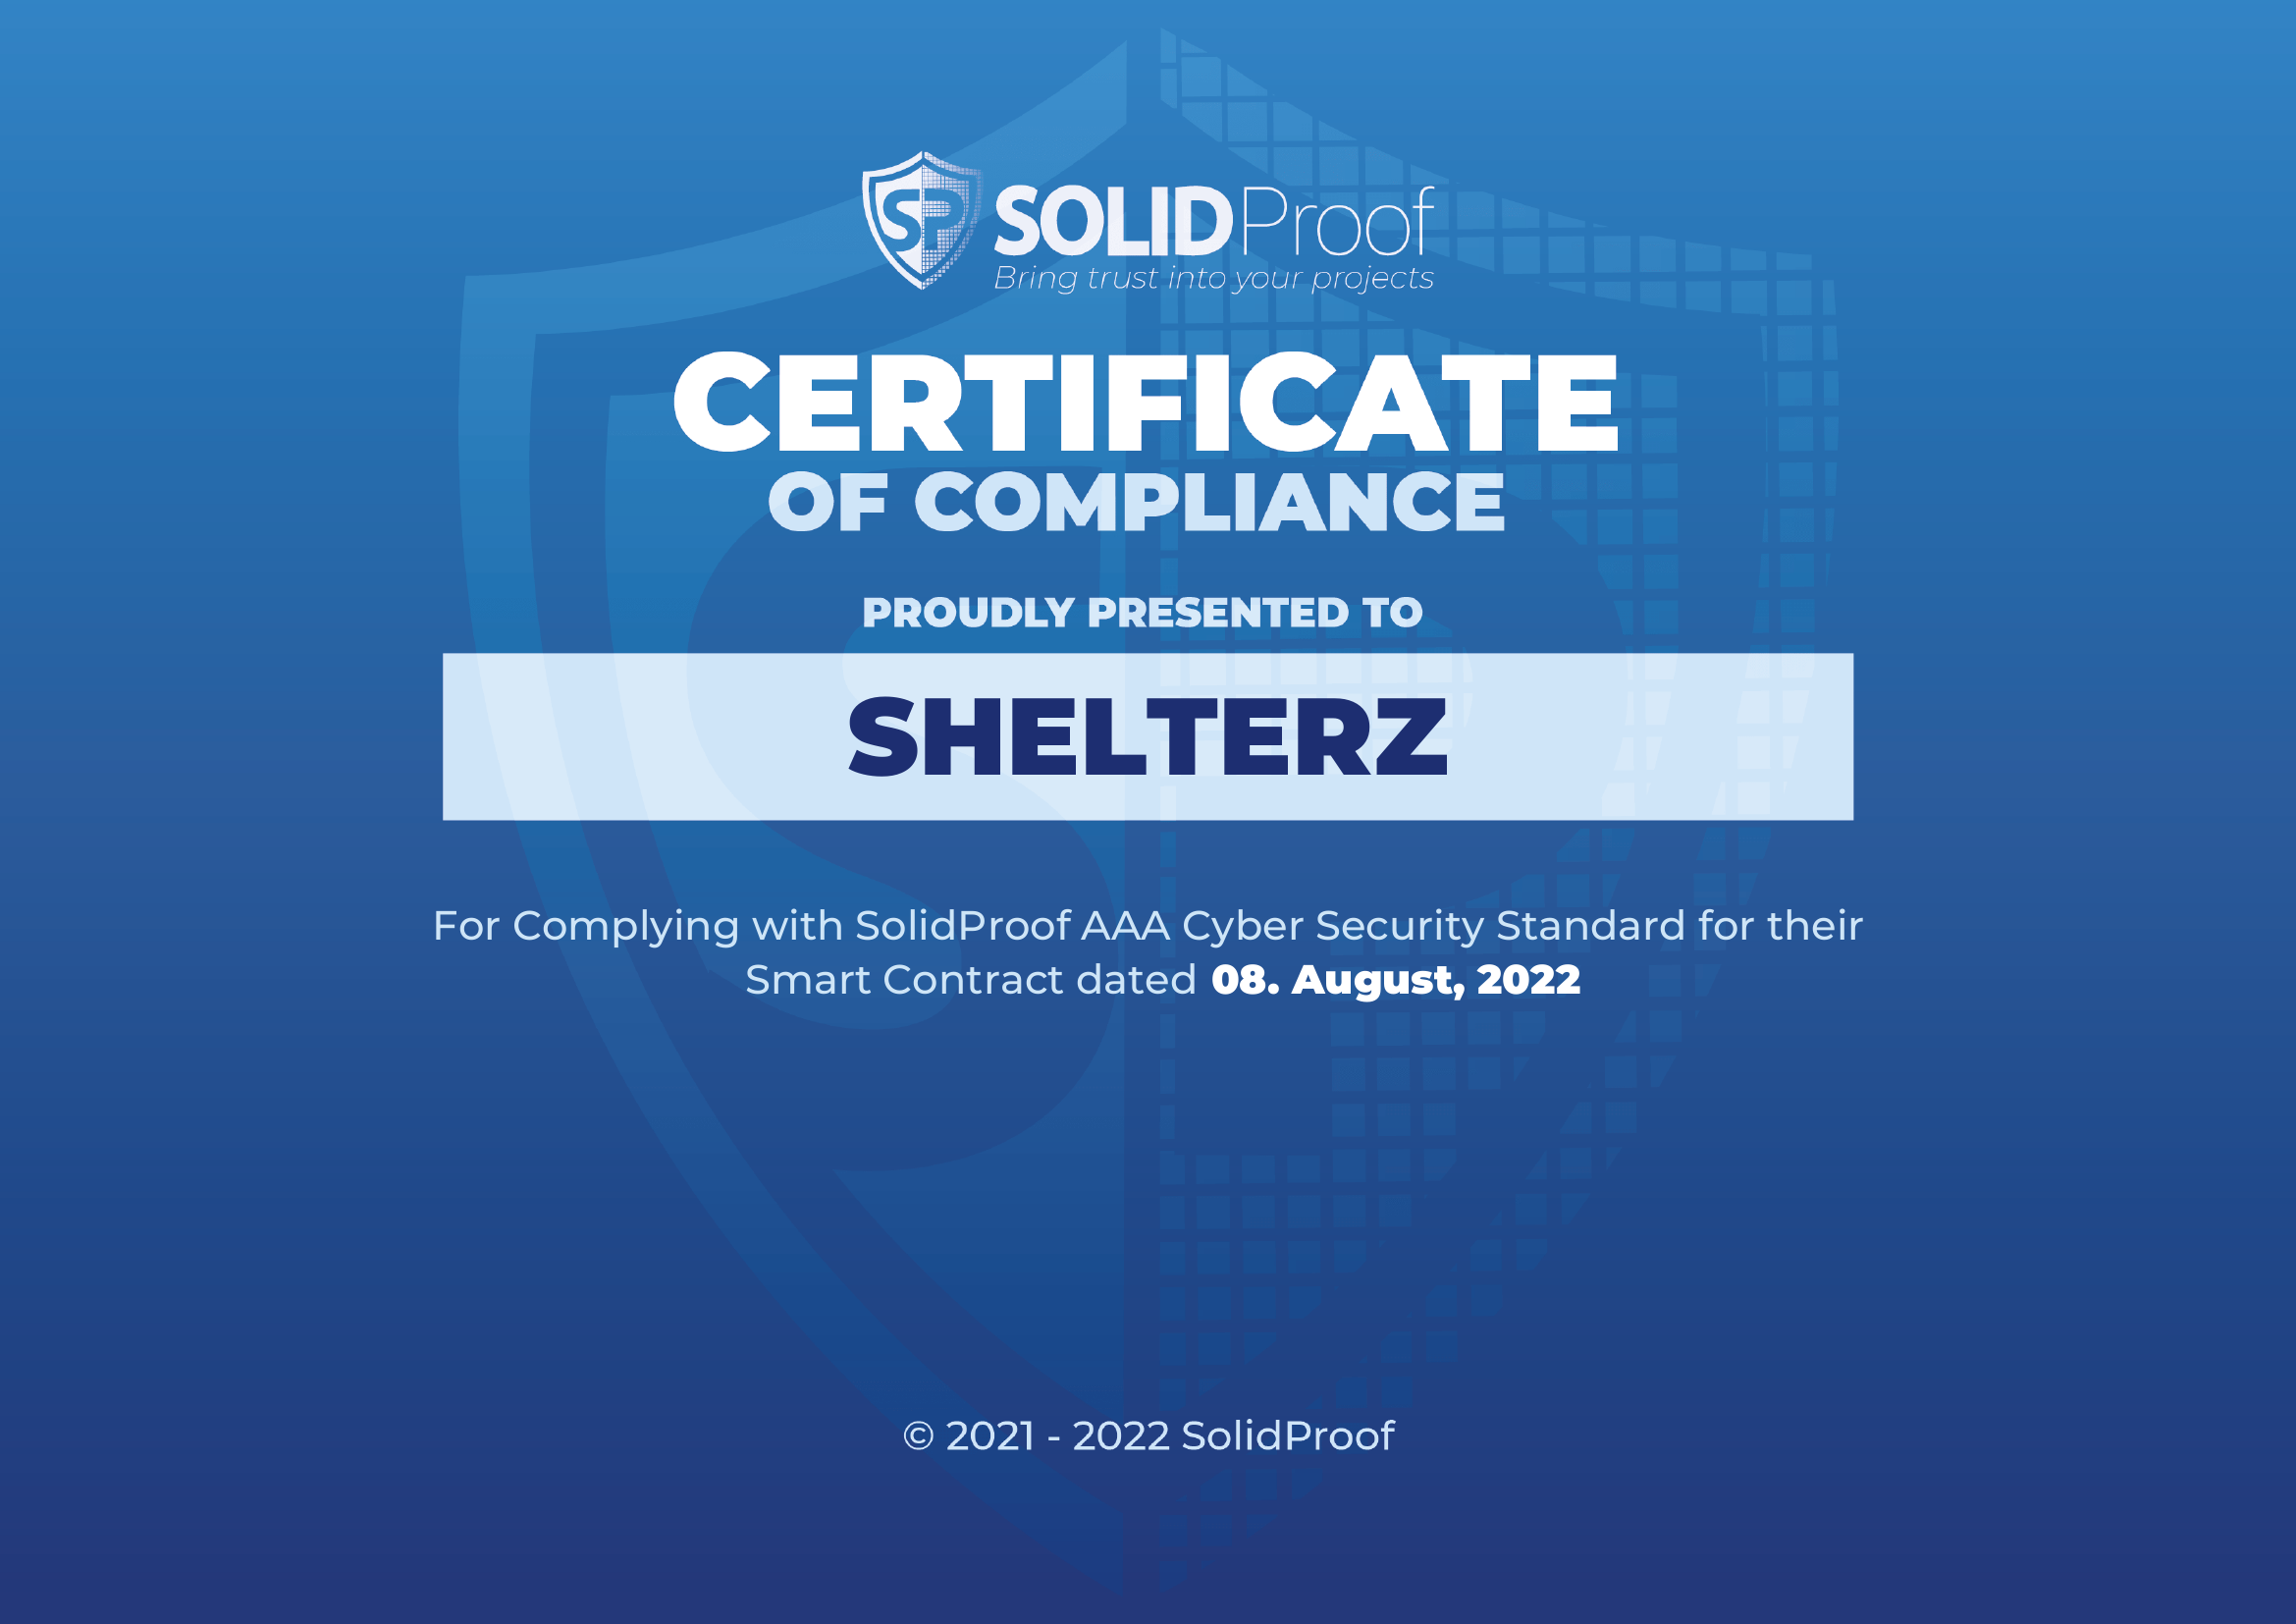 SP SOLIDProof
Bring trust into your projects
CERTIFICATE
OF COMPLIANCE
PROUDLY PRESENTED TO
SHELTERZ
For Complying with SolidProof AAA Cyber Security Standard for their
Smart Contract dated 08. August, 2022
© 2021 - 2022 SolidProof